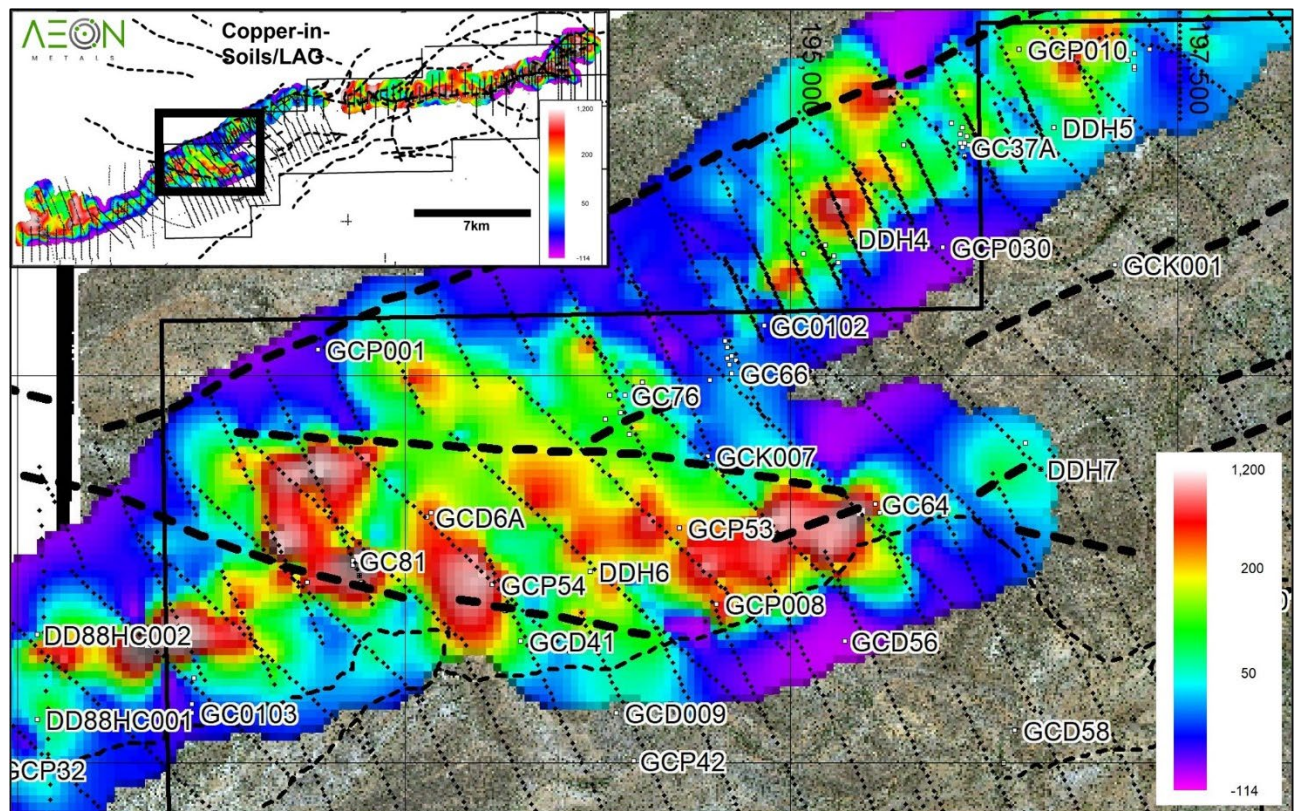 AEON
METALS
Copper-in-
Soils/LAG
1,200
200
50
-114
7km
195,000
197,500
GCP010
DDH5
GC37A
DDH4
GCP030
GCK001
GC0102
GCP001
GC66
GC76
GCK007
DDH7
GCD6A
GC64
GCP53
GC81
GCP54
DDH6
GCP008
DD88HC002
GCD41
GCD56
GC0103
DD88HC001
GCD009
GCD58
GCP42
GCP32
1,200
200
50
-114